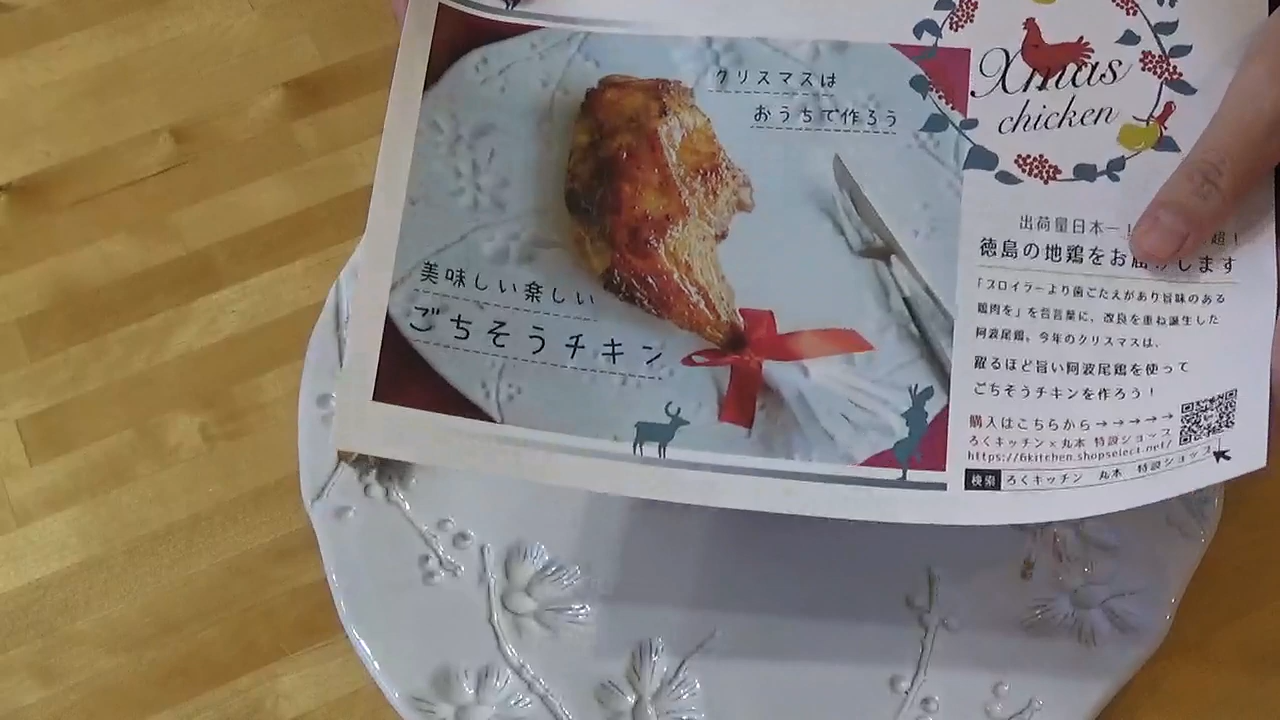 クリスマスは
おうちで作ろう
美味しい楽しい
ごちそうチキン
Xmas
chicken
出荷量日本一！ 超！
徳島の地鶏をお届けします
「ブロイラーより歯ごたえがあり旨味のある
鶏肉を」を合言葉に、改良を重ね誕生した
阿波尾鶏。今年のクリスマスは、
蹴るほど旨い阿波尾鶏を使って
ごちそうチキンを作ろう！
購入はこちらから→→→→→
ろくキッチン×丸本 特設ショップ
https://6kitchen.shopselect.net/
検索 ろくキッチン 丸本 特設ショップ